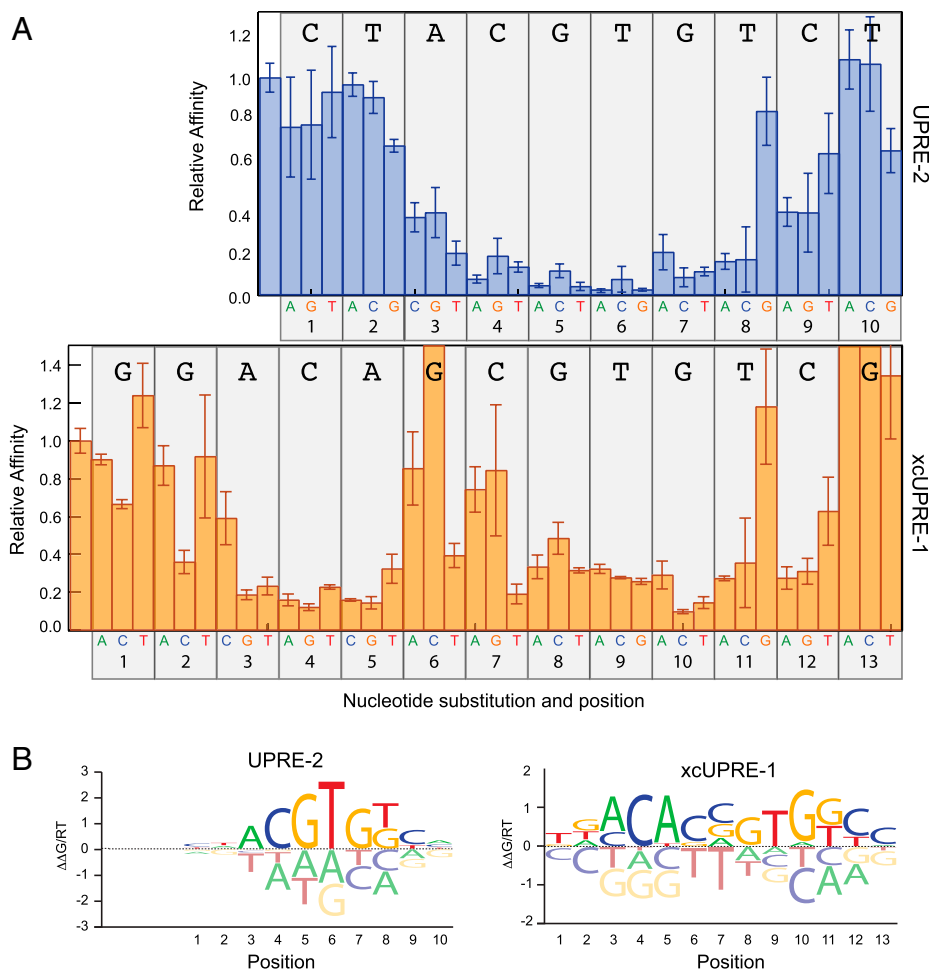 A
C T A C G T G T C T
1.2
1.0
0.8
0.6
0.4
0.2
0.0
Relative Affinity
UPRE-2
A G T A C G C G T A G T A C T A C G A C T A C G A G T A C G
1 2 3 4 5 6 7 8 9 10
G G A C A G C G T G T C G
1.4
1.2
1.0
0.8
0.6
0.4
0.2
0.0
Relative Affinity
xcUPRE-1
A C T A C T C G T A G T C G T A C T A G T A C T A C G A C T A C G A G T A C T
1 2 3 4 5 6 7 8 9 10 11 12 13
Nucleotide substitution and position
B
UPRE-2
3
2
1
0
-1
-2
-3
ΔΔG/RT
A C G T G T G C
T T A A T A A G T C C A A G G
1 2 3 4 5 6 7 8 9 10
Position
xcUPRE-1
2
1
0
-1
-2
ΔΔG/RT
T G T A A C C A C C G G T G G T C T C
C C T G A G C G T T A T C G T C C A G A G
1 2 3 4 5 6 7 8 9 10 11 12 13
Position